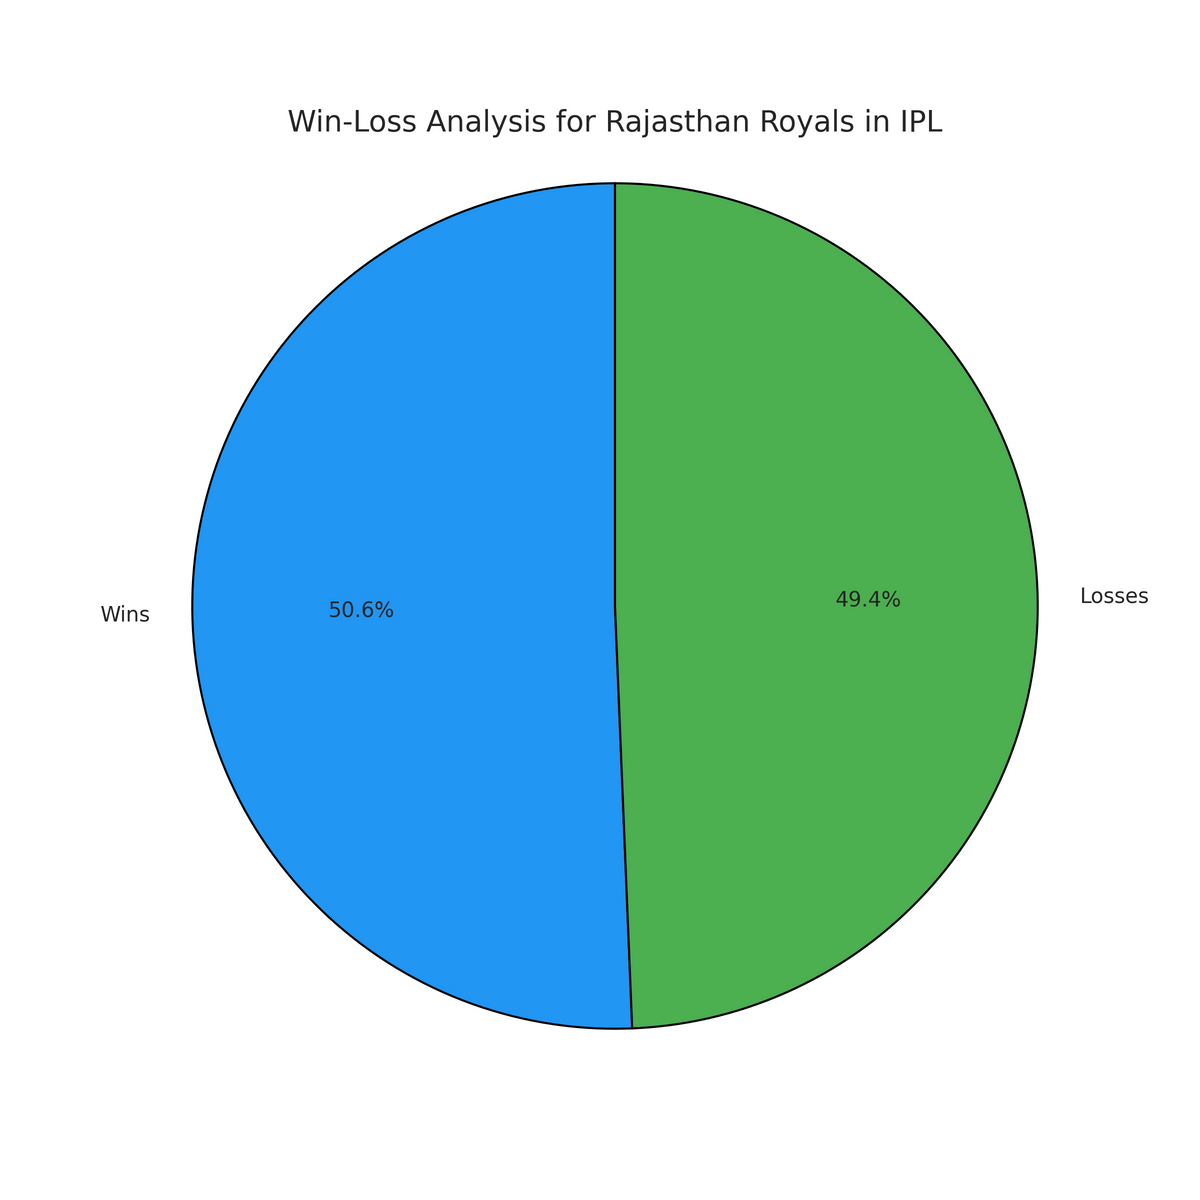 Win-Loss Analysis for Rajasthan Royals in IPL
Wins
50.6%
49.4%
Losses